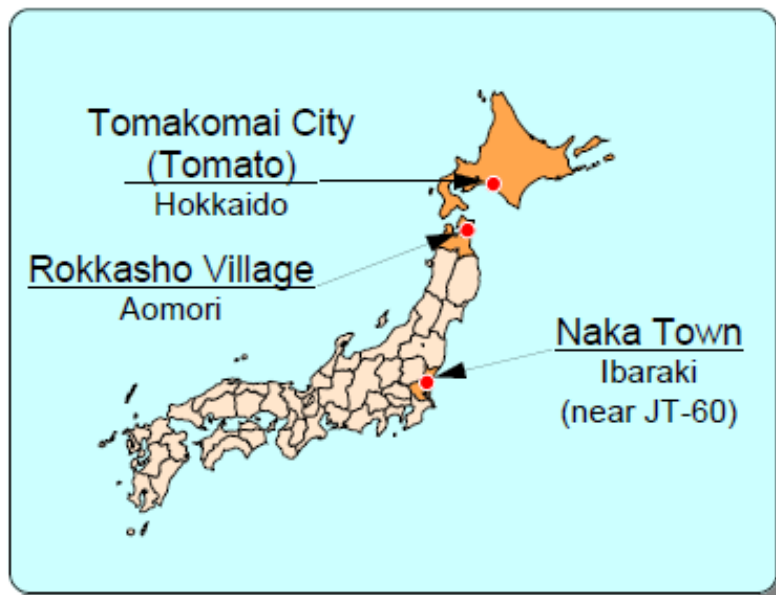 Tomakomai City
(Tomato)
Hokkaido
Rokkasho Village
Aomori
Naka Town
Ibaraki
(near JT-60)